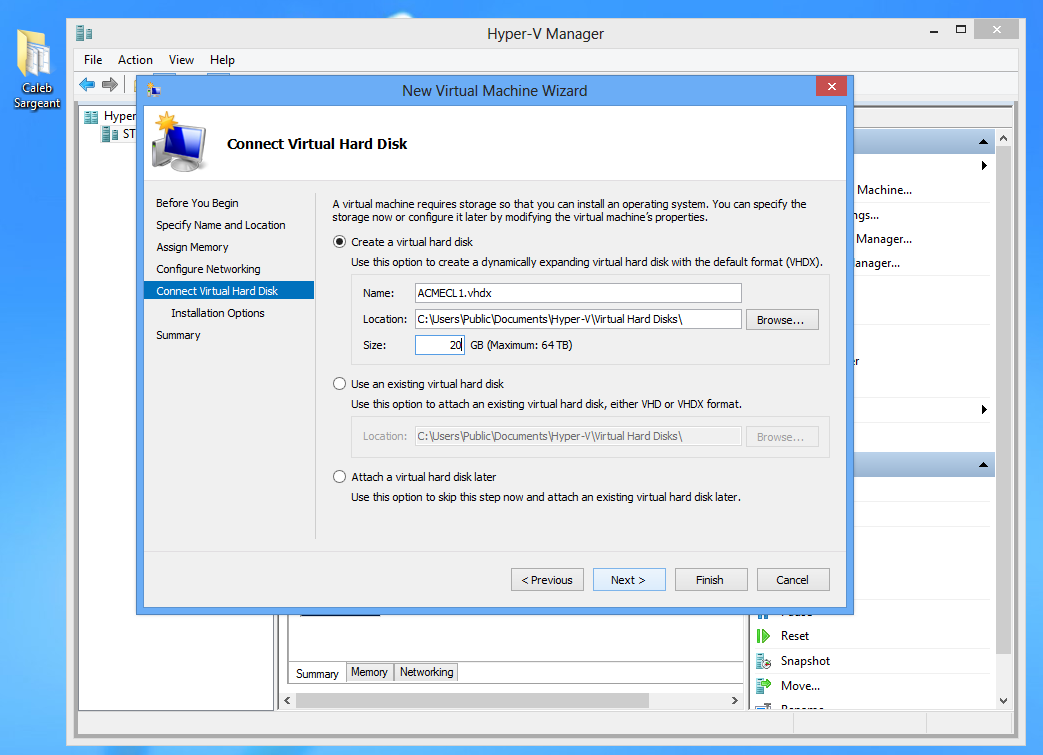 Caleb
Sargeant
Hyper-V Manager
File Action View Help
New Virtual Machine Wizard
Connect Virtual Hard Disk
Before You Begin
Specify Name and Location
Assign Memory
Configure Networking
Connect Virtual Hard Disk
Installation Options
Summary
A virtual machine requires storage so that you can install an operating system. You can specify the
storage now or configure it later by modifying the virtual machine's properties.
Create a virtual hard disk
Use this option to create a dynamically expanding virtual hard disk with the default format (VHDX).
Name: ACMECL1.vhdx
Location: C:\Users\Public\Documents\Hyper-V\Virtual Hard Disks\ Browse...
Size: 20 GB (Maximum: 64 TB)
Use an existing virtual hard disk
Use this option to attach an existing virtual hard disk, either VHD or VHDX format.
Location: C:\Users\Public\Documents\Hyper-V\Virtual Hard Disks\ Browse...
Attach a virtual hard disk later
Use this option to skip this step now and attach an existing virtual hard disk later.
< Previous Next > Finish Cancel
Hyper
ST
Machine...
Manager...
Summary Memory Networking
Reset
Snapshot
Move...